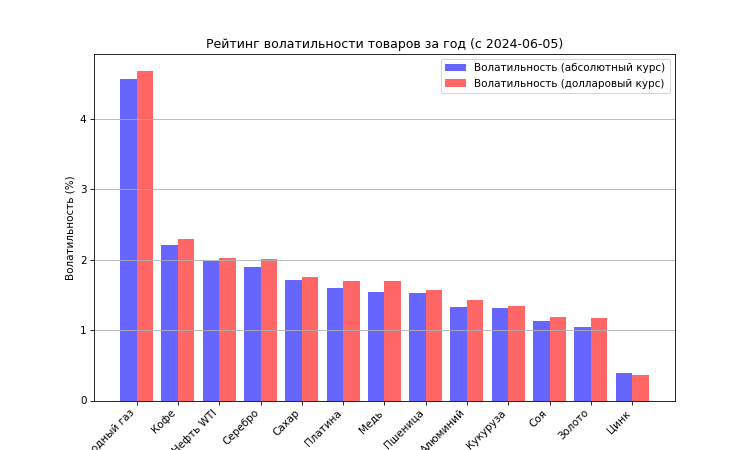 Рейтинг волатильности товаров за год (с 2024-06-05)
Волатильность (абсолютный курс)
Волатильность (долларовый курс)
Волатильность (%)
4
3
2
1
0
одный газ
Кофе
Нефть WTI
Серебро
Сахар
Платина
Медь
Пшеница
Алюминий
Кукуруза
Соя
Золото
Цинк